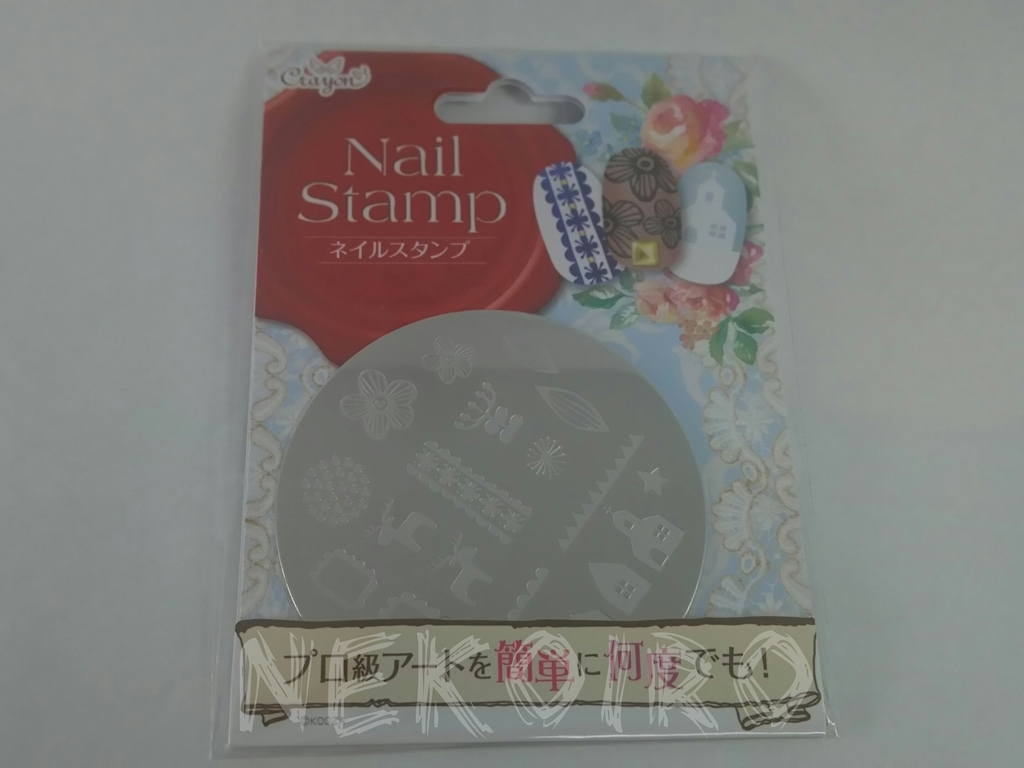 Crayon
Nail
Stamp
ネイルスタンプ
プロ級アートを簡単に何度でも!
NEKOIRO